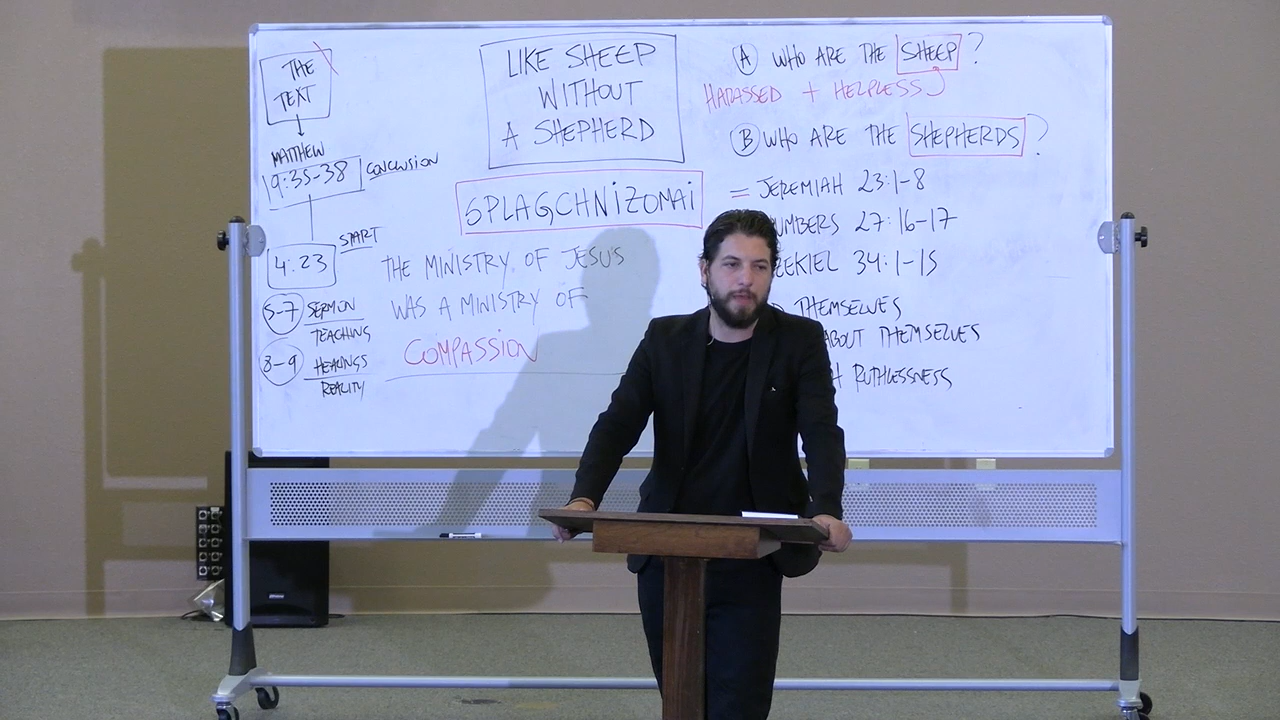 THE
TEXT
MATTHEW
9:35-38 CONCLUSION
START
4:23
5-7 SERMON
TEACHING
8-9 HEALINGS
REALITY
LIKE SHEEP
WITHOUT
A SHEPHERD
SPLAGCHNiZOMAi
THE MINISTRY OF JESUS
WAS A MINISTRY OF
COMPASSION
A WHO ARE THE SHEEP?
HARASSED + HELPLESS
B WHO ARE THE SHEPHERDS?
= JEREMIAH 23:1-8
UMBERS 27:16-17
EKIEL 34:1-15
THEMSELVES
ABOUT THEMSELVES
RUTHLESSNESS